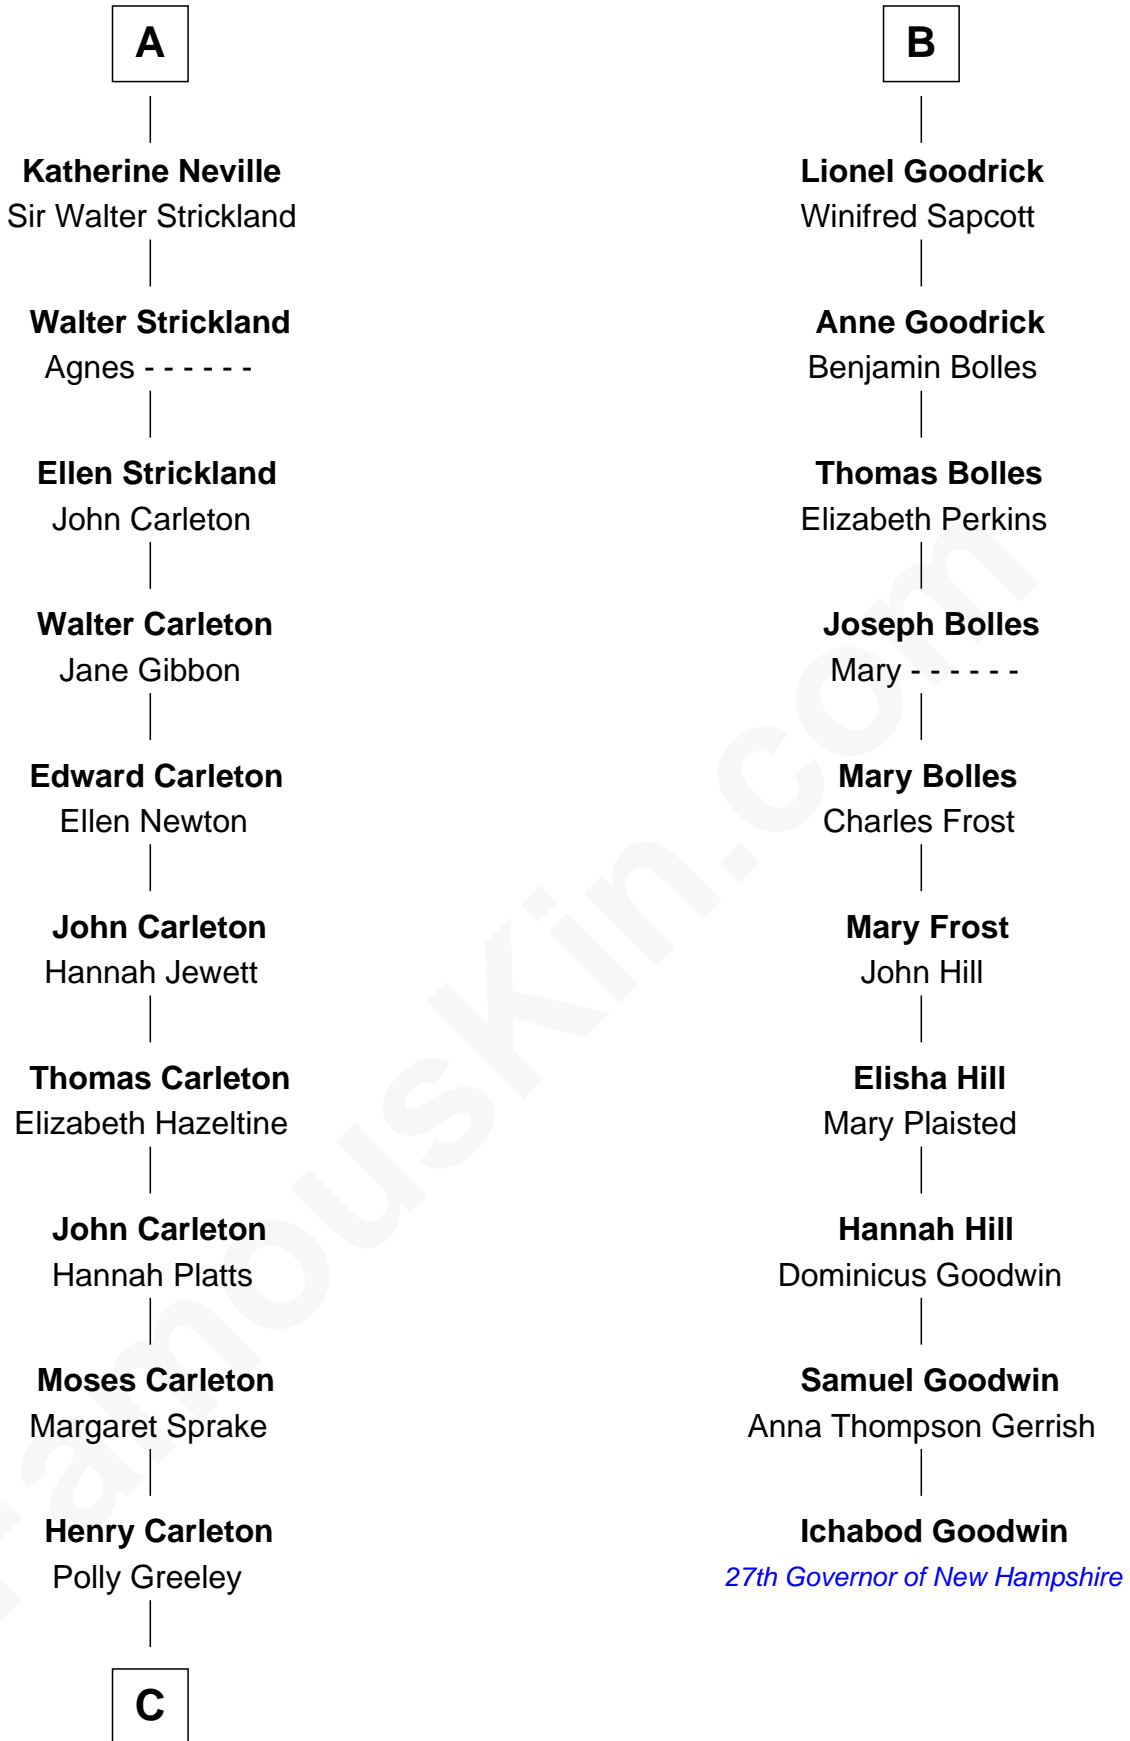 A
Katherine Neville
Sir Walter Strickland
Walter Strickland
Agnes - - - - - -
Ellen Strickland
John Carleton
Walter Carleton
Jane Gibbon
Edward Carleton
Ellen Newton
John Carleton
Hannah Jewett
Thomas Carleton
Elizabeth Hazeltine
John Carleton
Hannah Platts
Moses Carleton
Margaret Sprake
Henry Carleton
Polly Greeley
C
B
Lionel Goodrick
Winifred Sapcott
Anne Goodrick
Benjamin Bolles
Thomas Bolles
Elizabeth Perkins
Joseph Bolles
Mary - - - - - -
Mary Bolles
Charles Frost
Mary Frost
John Hill
Elisha Hill
Mary Plaisted
Hannah Hill
Dominicus Goodwin
Samuel Goodwin
Anna Thompson Gerrish
Ichabod Goodwin
27th Governor of New Hampshire
FamousKin.com